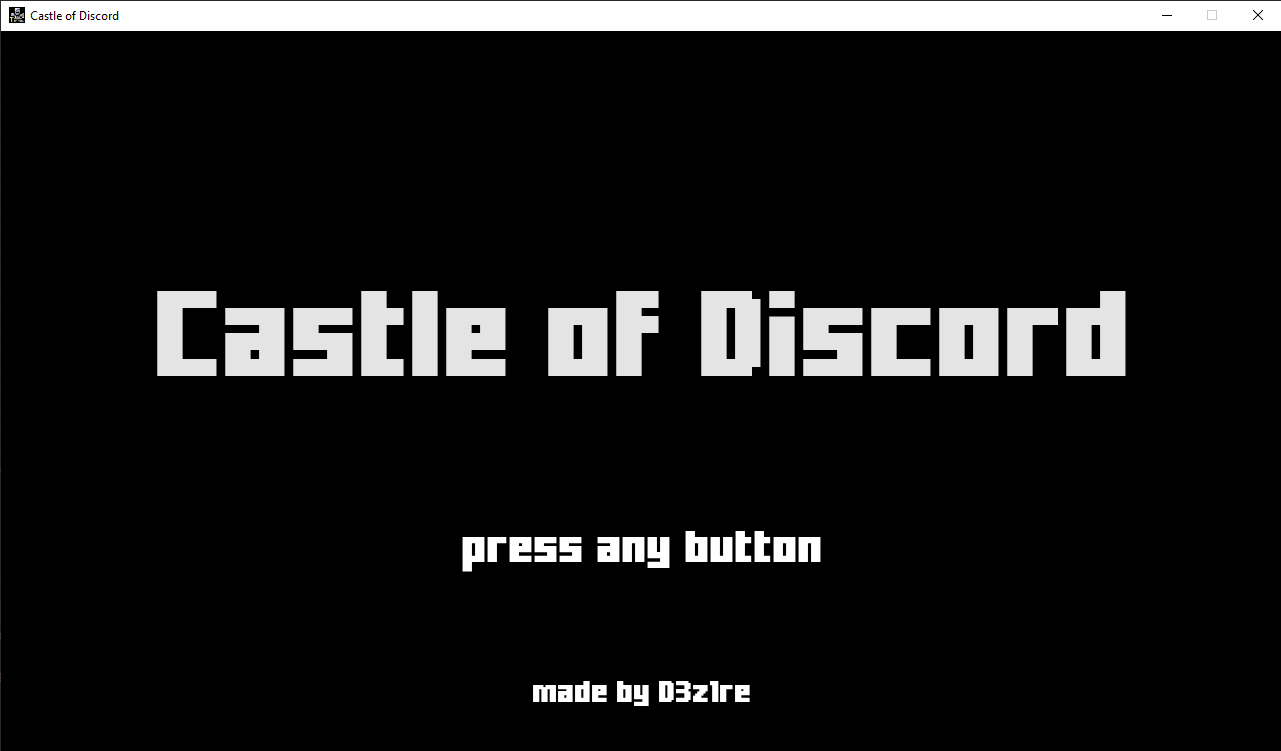 Castle of Discord
Castle of Discord
press any button
made by D3z1re